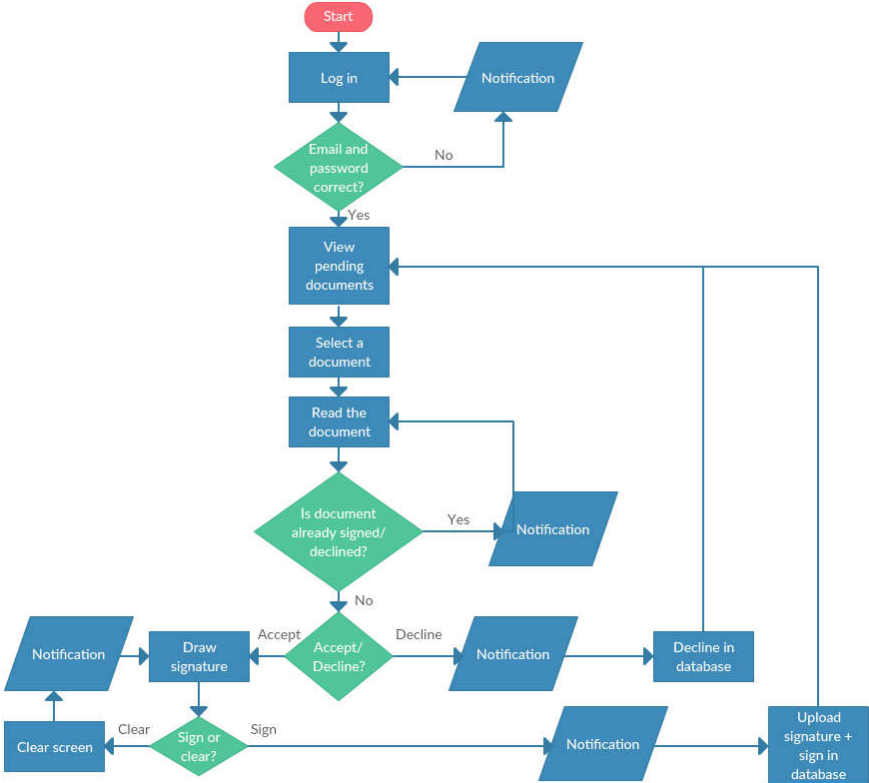 Start
Log in
Notification
Email and
password
correct?
No
Yes
View
pending
documents
Select a
document
Read the
document
Is document
already signed/
declined?
Yes
Notification
No
Notification
Draw
signature
Accept
Accept/
Decline?
Decline
Notification
Decline in
database
Clear screen
Clear
Sign or
clear?
Sign
Notification
Upload
signature +
sign in
database